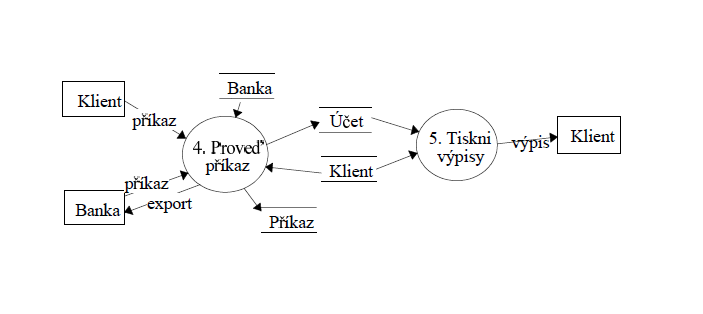 Banka
Klient
příkaz
Účet
5. Tiskni
výpisy
výpis
Klient
4. Proveď
příkaz
Klient
příkaz
export
Banka
Příkaz